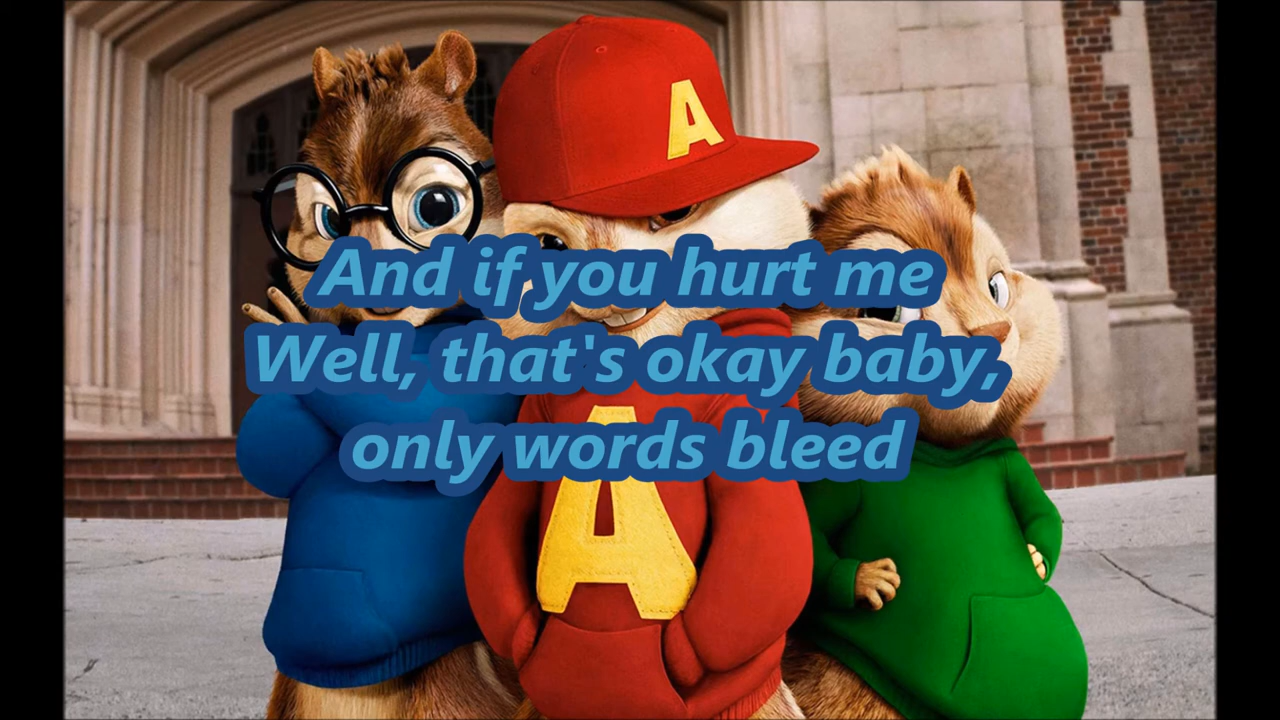 A
And if you hurt me
Well, that's okay baby,
only words bleed
A